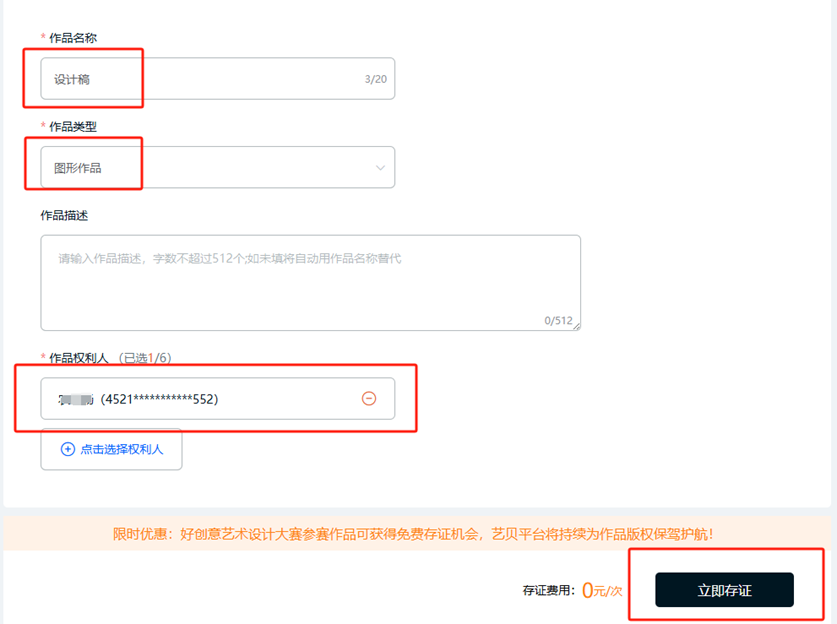 * 作品名称
设计稿 3/20
* 作品类型
图形作品
作品描述
请输入作品描述，字数不超过512个;如未填将自动用作品名称替代
0/512
* 作品权利人 （已选1/6）
（4521***********552）
点击选择权利人
限时优惠：好创意艺术设计大赛参赛作品可获得免费存证机会，艺贝平台将持续为作品版权保驾护航！
存证费用：0元/次 立即存证